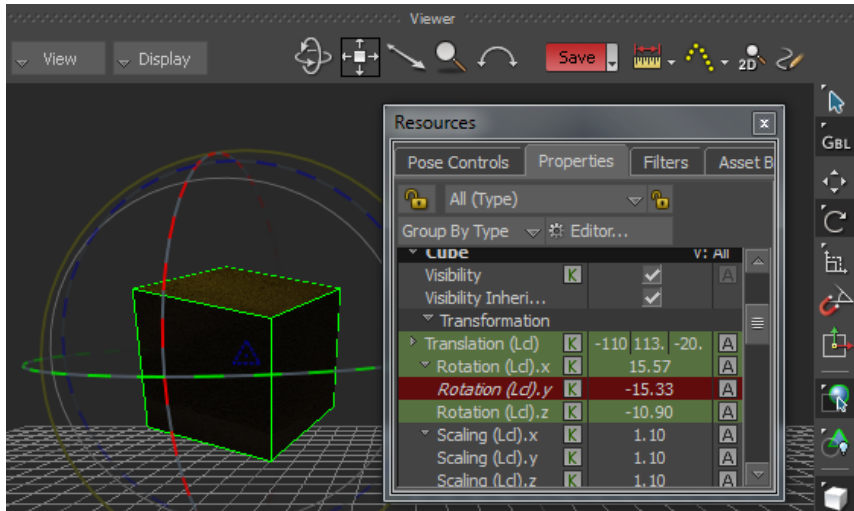 Viewer
View Display Save 2D
Resources x
GBL
Pose Controls Properties Filters Asset B
All (Type)
Group By Type Editor...
Cube V: All
Visibility K A
Visibility Inheri...
Transformation
Translation (Lcl) K -110 113. -20. A
Rotation (Lcl).x K 15.57 A
Rotation (Lcl).y K -15.33 A
Rotation (Lcl).z K -10.90 A
Scaling (Lcl).x K 1.10 A
Scaling (Lcl).y K 1.10 A
Scaling (Lcl).z K 1.10 A